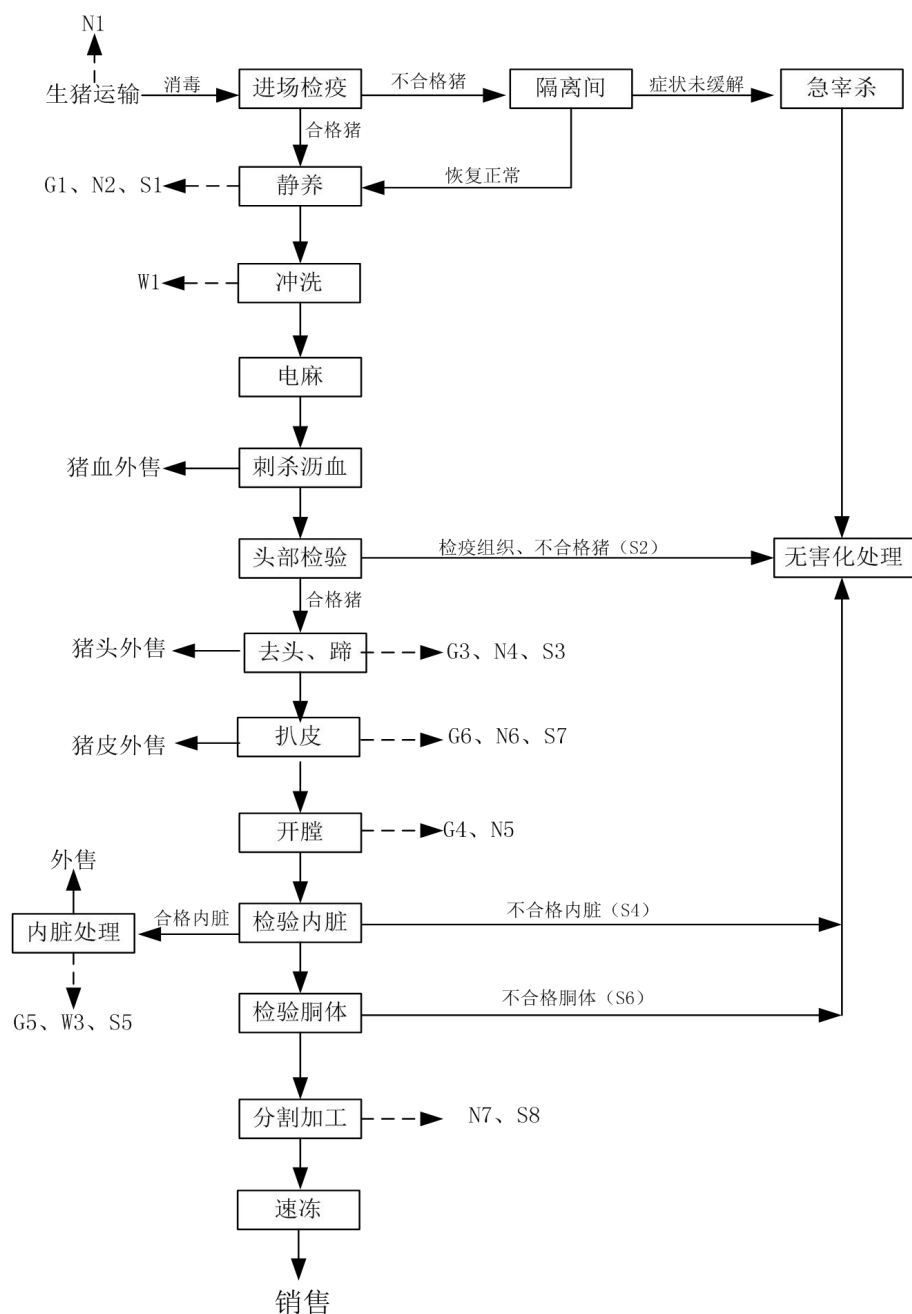 N1
生猪运输
消毒
进场检疫
不合格猪
隔离间
症状未缓解
急宰杀
合格猪
恢复正常
G1、N2、S1
静养
W1
冲洗
电麻
猪血外售
刺杀沥血
头部检验
检疫组织、不合格猪（S2）
无害化处理
合格猪
猪头外售
去头、蹄
G3、N4、S3
猪皮外售
扒皮
G6、N6、S7
开膛
G4、N5
外售
内脏处理
合格内脏
检验内脏
不合格内脏（S4）
G5、W3、S5
检验胴体
不合格胴体（S6）
分割加工
N7、S8
速冻
销售